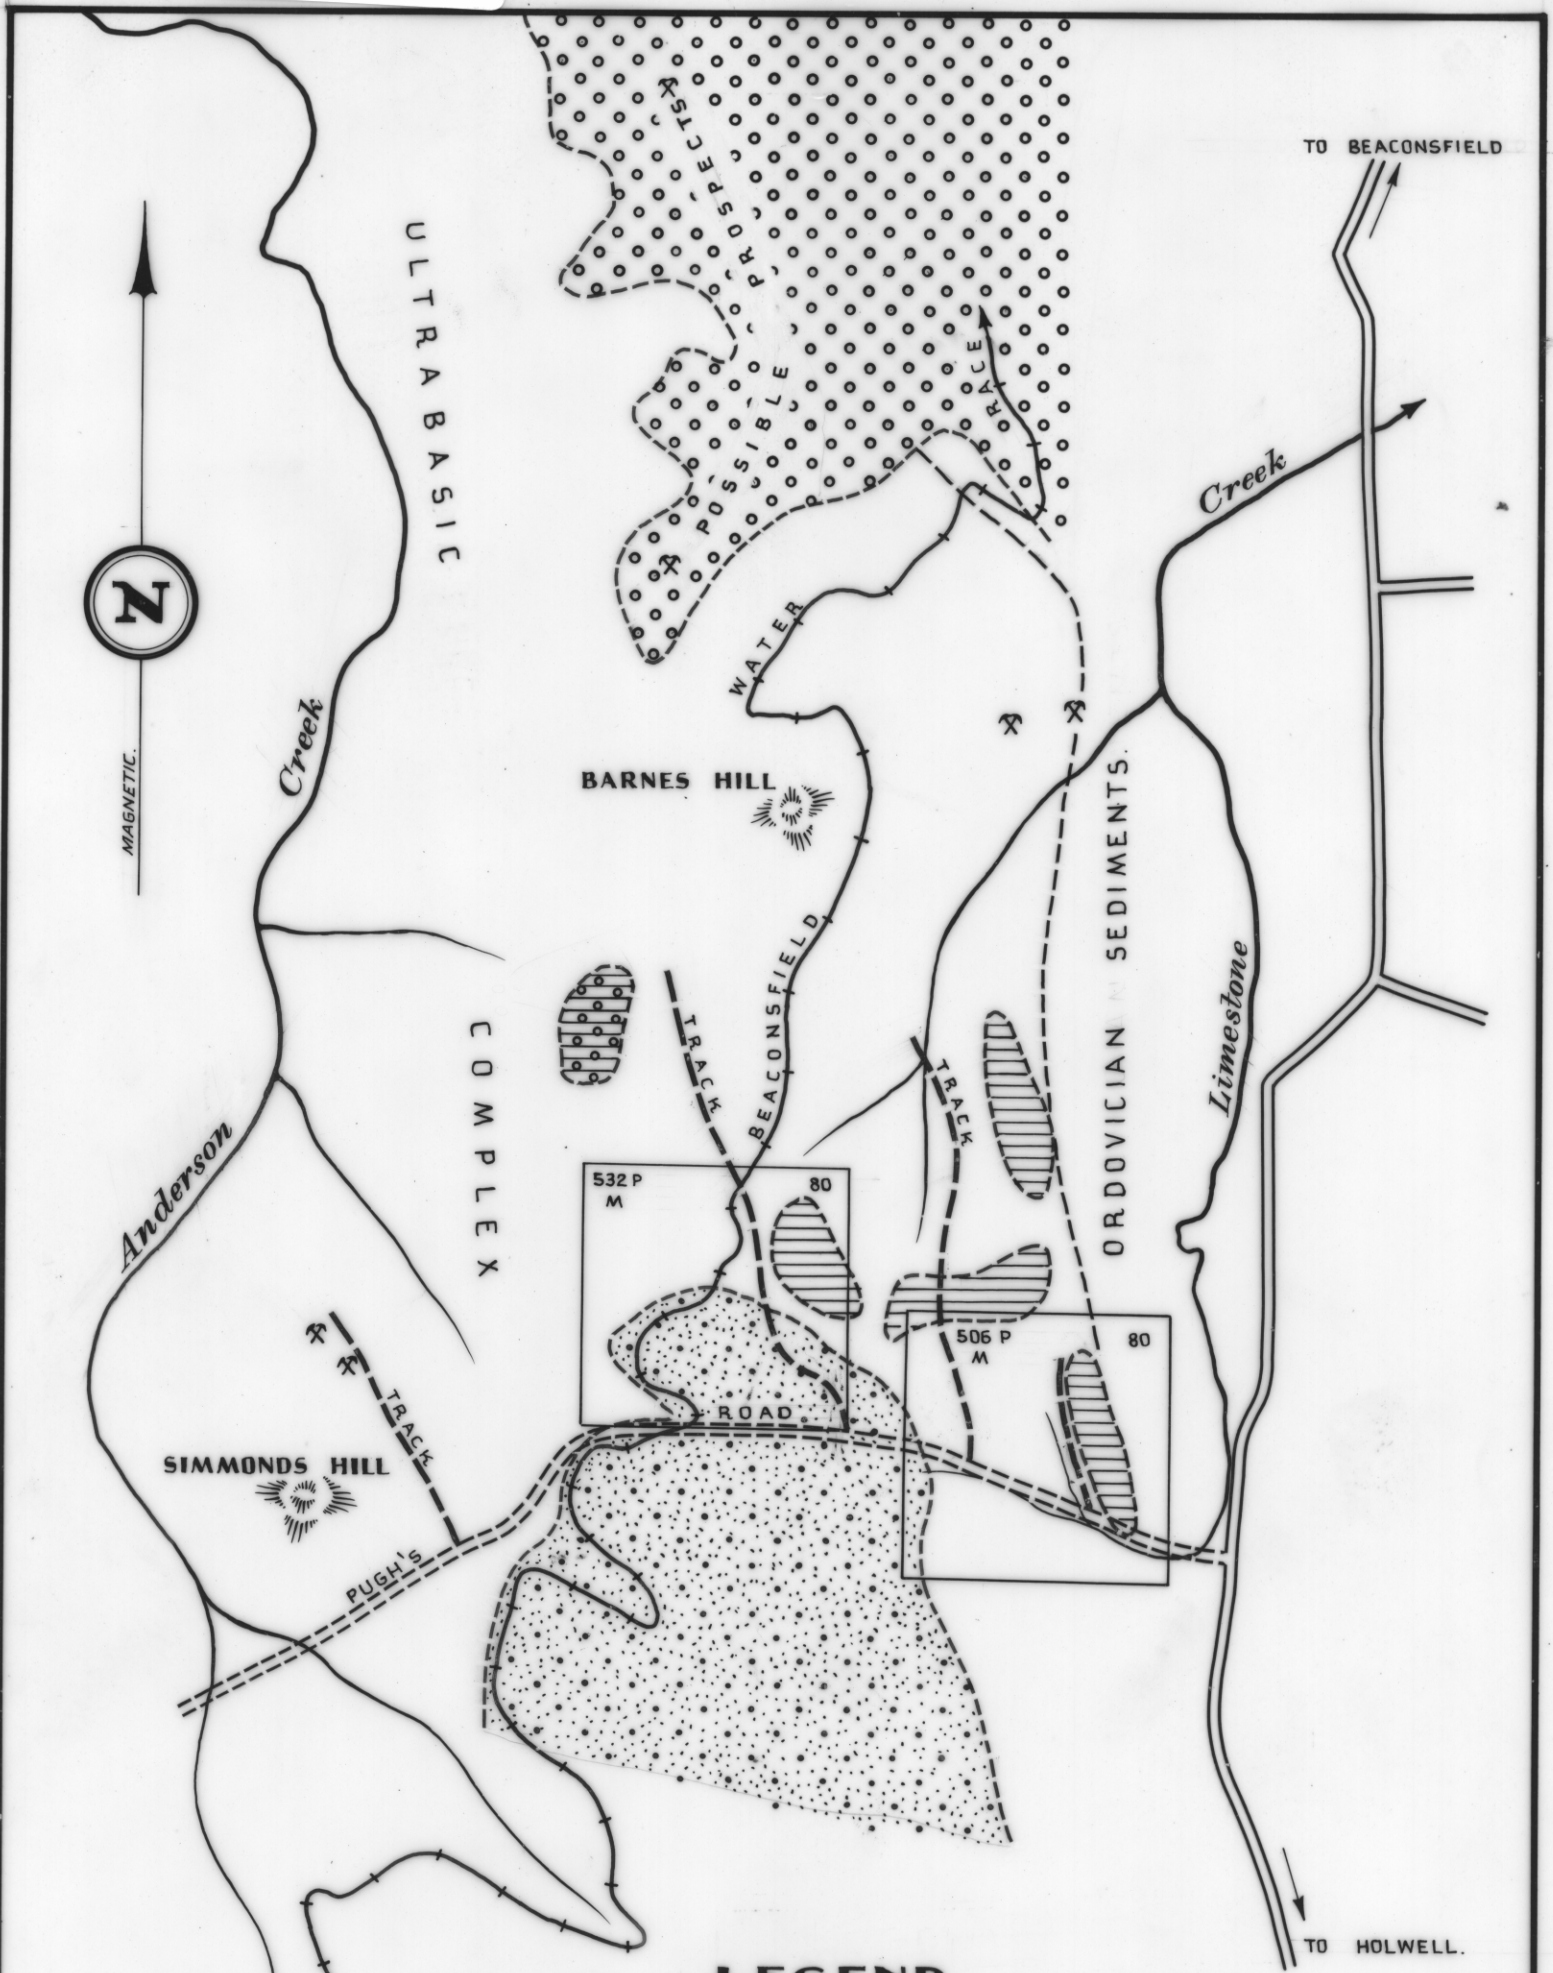 TO BEACONSFIELD
POSSIBLE PROSPECTS
ULTRABASIC
COMPLEX
RACE
Creek
N
MAGNETIC.
WATER
Creek
BARNES HILL
ORDOVICIAN SEDIMENTS.
BEACONSFIELD
Limestone
TRACK
TRACK
Anderson
532 P
M
80
506 P
M
80
TRACK
ROAD
SIMMONDS HILL
PUGH'S
TO HOLWELL.
LEGEND